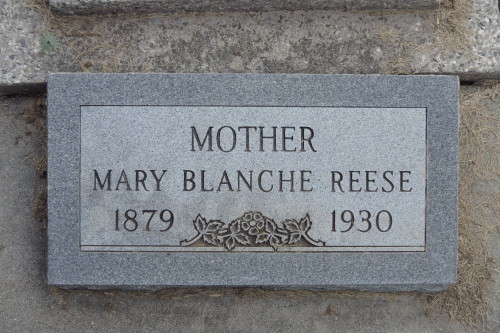 MOTHER
MARY BLANCHE REESE
1879 1930